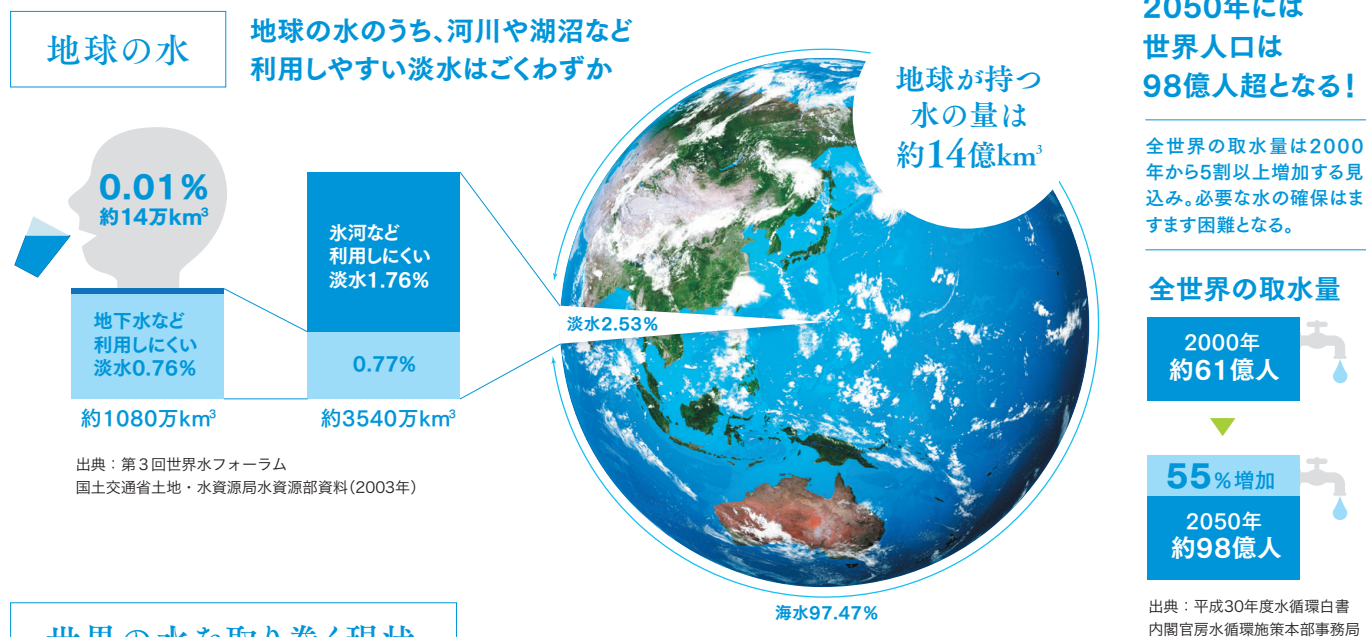 地球の水
地球の水のうち、河川や湖沼など
利用しやすい淡水はごくわずか
0.01%
約14万km³
地下水など
利用しにくい
淡水0.76%
約1080万km³
氷河など
利用しにくい
淡水1.76%
0.77%
約3540万km³
出典：第3回世界水フォーラム
国土交通省土地・水資源局水資源部資料(2003年)
地球が持つ
水の量は
約14億km³
淡水2.53%
海水97.47%
2050年には
世界人口は
98億人超となる！
全世界の取水量は2000
年から5割以上増加する見
込み。必要な水の確保はま
すます困難となる。
全世界の取水量
2000年
約61億人
55%増加
2050年
約98億人
出典：平成30年度水循環白書
内閣官房水循環施策本部事務局
世界の水を取り巻く現状